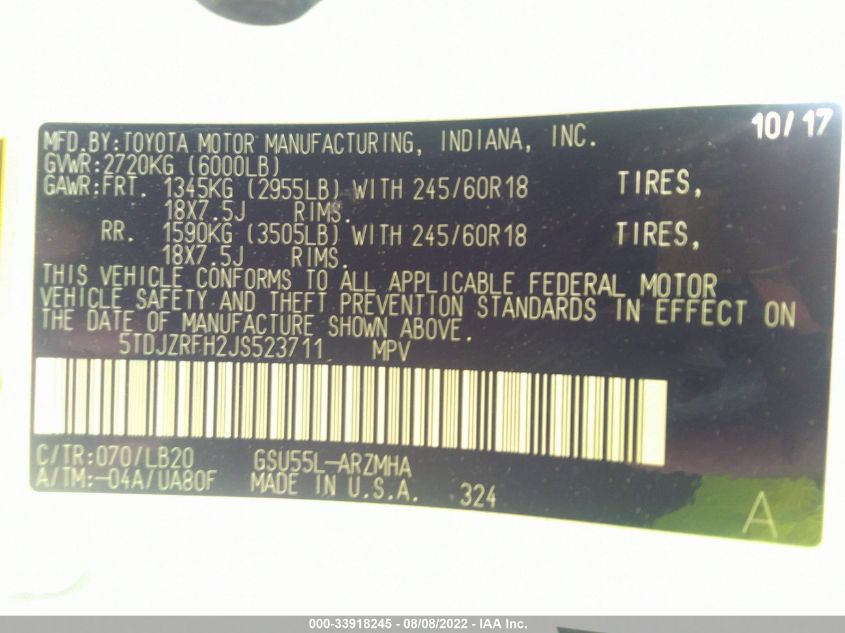 10/17
MFD.BY:TOYOTA MOTOR MANUFACTURING, INDIANA, INC.
GVWR:2720KG (6000LB)
GAWR:FRT. 1345KG (2955LB) WITH 245/60R18 TIRES,
18X7.5J RIMS.
RR. 1590KG (3505LB) WITH 245/60R18 TIRES,
18X7.5J RIMS.
THIS VEHICLE CONFORMS TO ALL APPLICABLE FEDERAL MOTOR
VEHICLE SAFETY AND THEFT PREVENTION STANDARDS IN EFFECT ON
THE DATE OF MANUFACTURE SHOWN ABOVE.
5TDJZRFH2JS523711 MPV
C/TR:070/LB20 GSU55L-ARZMHA
A/TM:-04A/UA80F MADE IN U.S.A. 324
A
000-33918245 - 08/08/2022 - IAA Inc.